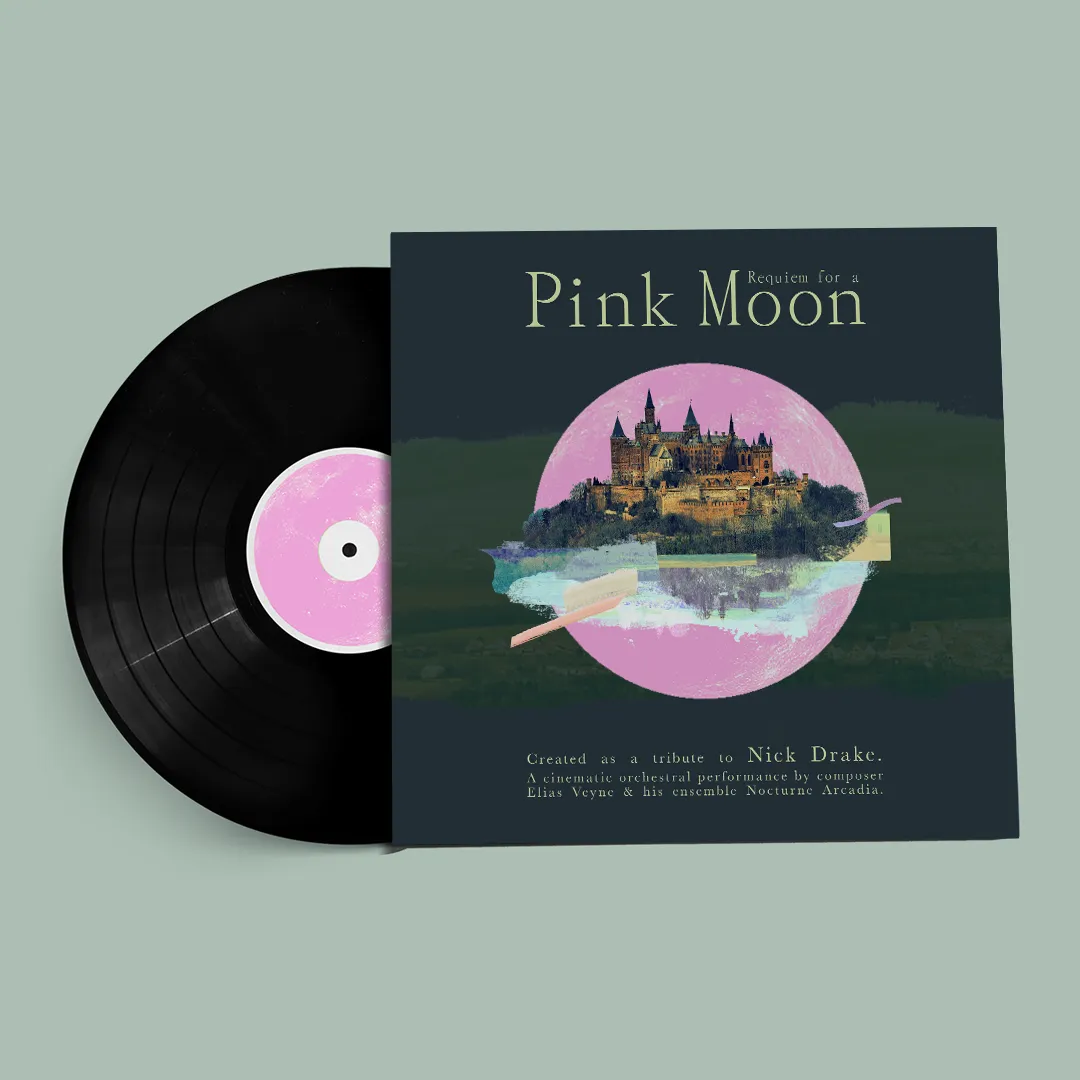 Requiem for a
Pink Moon
Created as a tribute to Nick Drake.
A cinematic orchestral performance by composer
Elias Veyne & his ensemble Nocturne Arcadia.